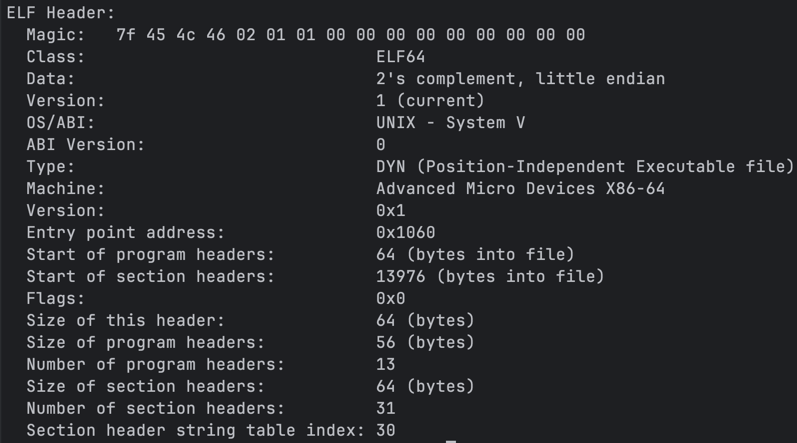 ELF Header:
  Magic:   7f 45 4c 46 02 01 01 00 00 00 00 00 00 00 00 00
  Class:                             ELF64
  Data:                              2's complement, little endian
  Version:                           1 (current)
  OS/ABI:                            UNIX - System V
  ABI Version:                       0
  Type:                              DYN (Position-Independent Executable file)
  Machine:                           Advanced Micro Devices X86-64
  Version:                           0x1
  Entry point address:               0x1060
  Start of program headers:          64 (bytes into file)
  Start of section headers:          13976 (bytes into file)
  Flags:                             0x0
  Size of this header:               64 (bytes)
  Size of program headers:           56 (bytes)
  Number of program headers:         13
  Size of section headers:           64 (bytes)
  Number of section headers:         31
  Section header string table index: 30